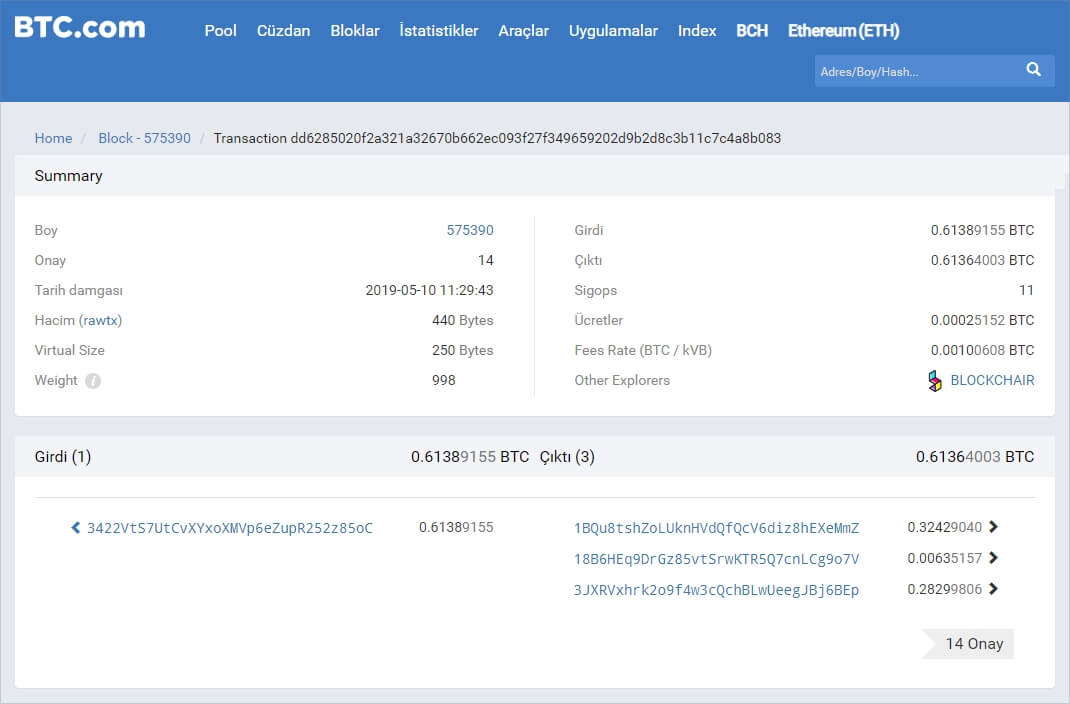 BTC.com
Pool Cüzdan Bloklar İstatistikler Araçlar Uygulamalar Index BCH Ethereum(ETH)
Adres/Boy/Hash...
Home / Block - 575390 / Transaction dd6285020f2a321a32670b662ec093f27f349659202d9b2d8c3b11c7c4a8b083
Summary
Boy 575390 Girdi 0.61389155 BTC
Onay 14 Çıktı 0.61364003 BTC
Tarih damgası 2019-05-10 11:29:43 Sigops 11
Hacim (rawtx) 440 Bytes Ücretler 0.00025152 BTC
Virtual Size 250 Bytes Fees Rate (BTC / kVB) 0.00100608 BTC
Weight i 998 Other Explorers BLOCKCHAIR
Girdi (1) 0.61389155 BTC Çıktı (3) 0.61364003 BTC
3422VtS7UtCvXYxoXMVp6eZupR252z85oC 0.61389155 1BQu8tshZoLUknHVdQfQcV6diz8hEXeMmZ 0.32429040
18B6HEq9DrGz85vtSrwKTR5Q7cnLCg9o7V 0.00635157
3JXRVxhrk2o9f4w3cQchBLwUeegJBj6BEp 0.28299806
14 Onay